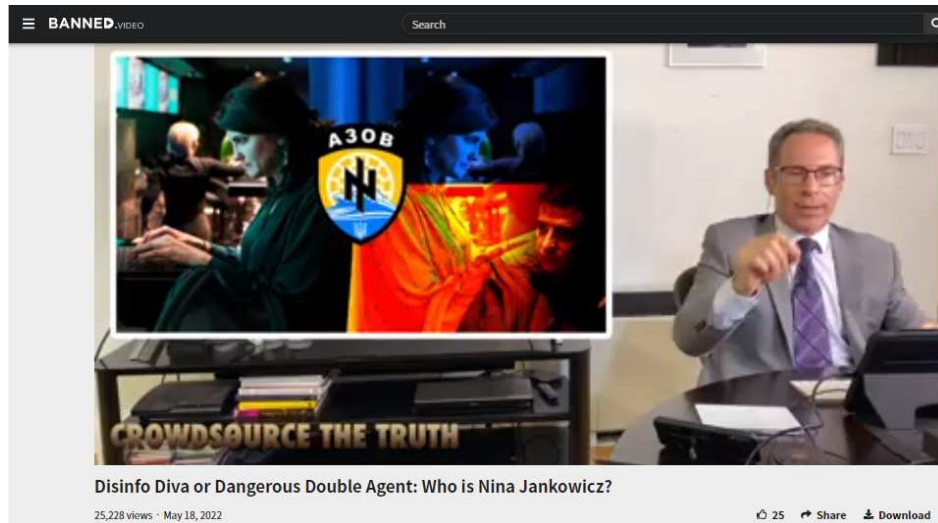 BANNED.VIDEO
Search
АЗОВ
CROWDSOURCE THE TRUTH
Disinfo Diva or Dangerous Double Agent: Who is Nina Jankowicz?
25,228 views · May 18, 2022
25 Share Download